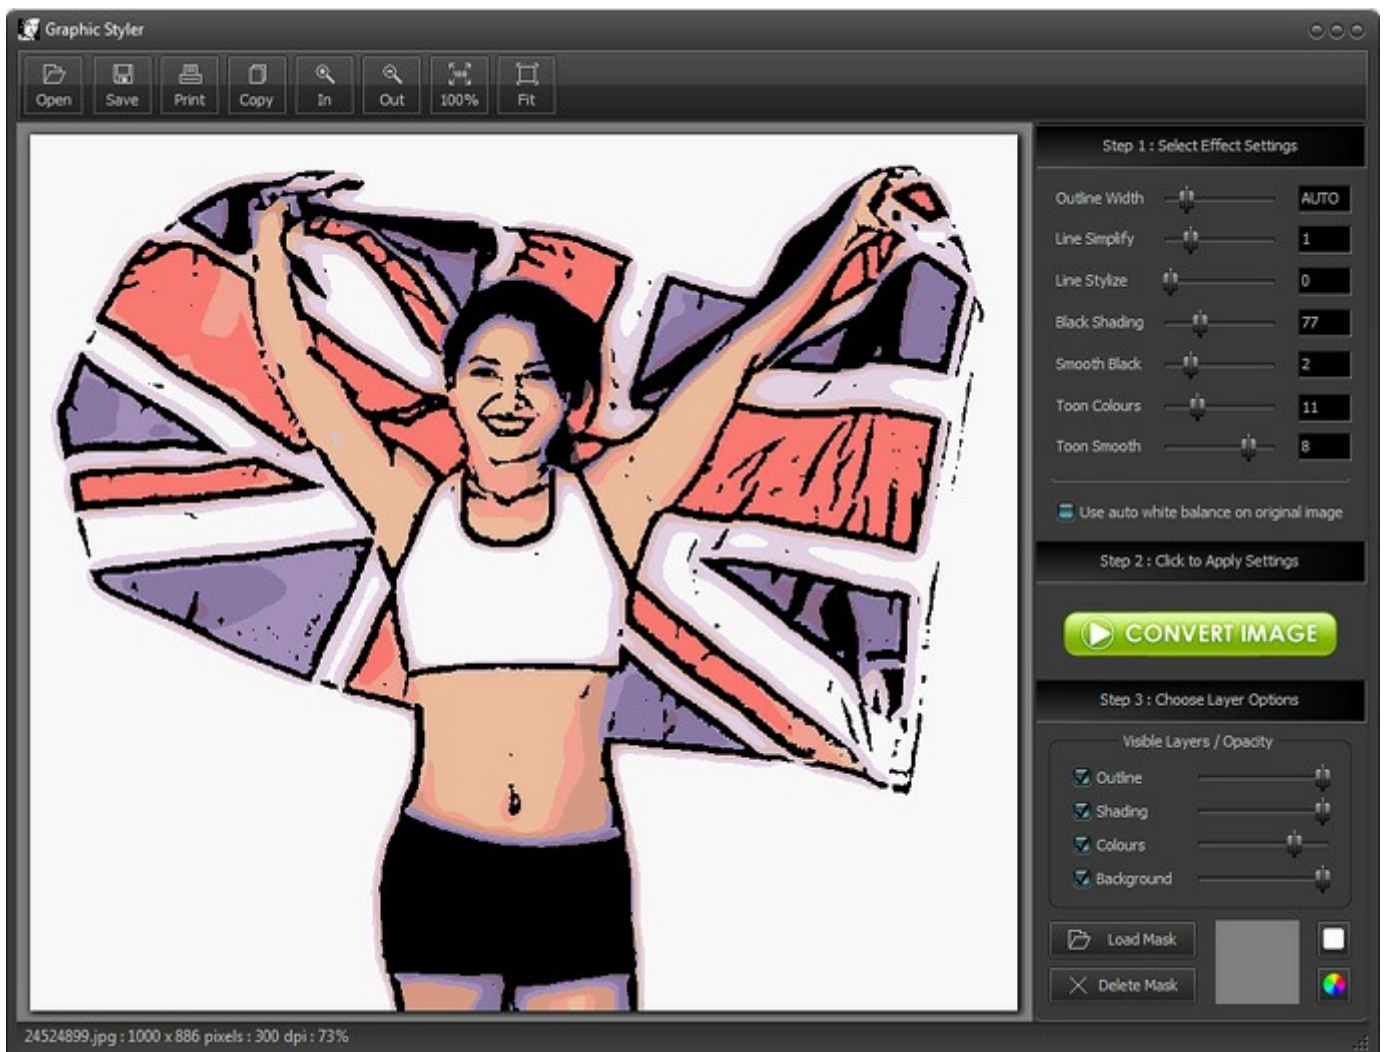 Graphic Styler
Open Save Print Copy In Out 100% Fit
Step 1 : Select Effect Settings
Outline Width AUTO
Line Simplify 1
Line Stylize 0
Black Shading 77
Smooth Black 2
Toon Colours 11
Toon Smooth 8
Use auto white balance on original image
Step 2 : Click to Apply Settings
CONVERT IMAGE
Step 3 : Choose Layer Options
Visible Layers / Opacity
Outline
Shading
Colours
Background
Load Mask
Delete Mask
24524899.jpg : 1000 x 886 pixels : 300 dpi : 73%